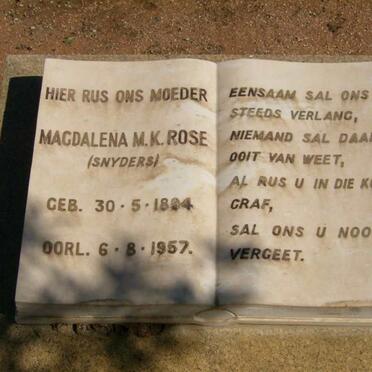 HIER RUS ONS MOEDER
MAGDALENA M.K. ROSE
(SNYDERS)
GEB. 30·5·1894
OORL. 6·8·1957.
EENSAAM SAL ONS
STEEDS VERLANG,
NIEMAND SAL
OOIT VAN WEET,
AL RUS U IN DIE
GRAF,
SAL ONS U
VERGEET.